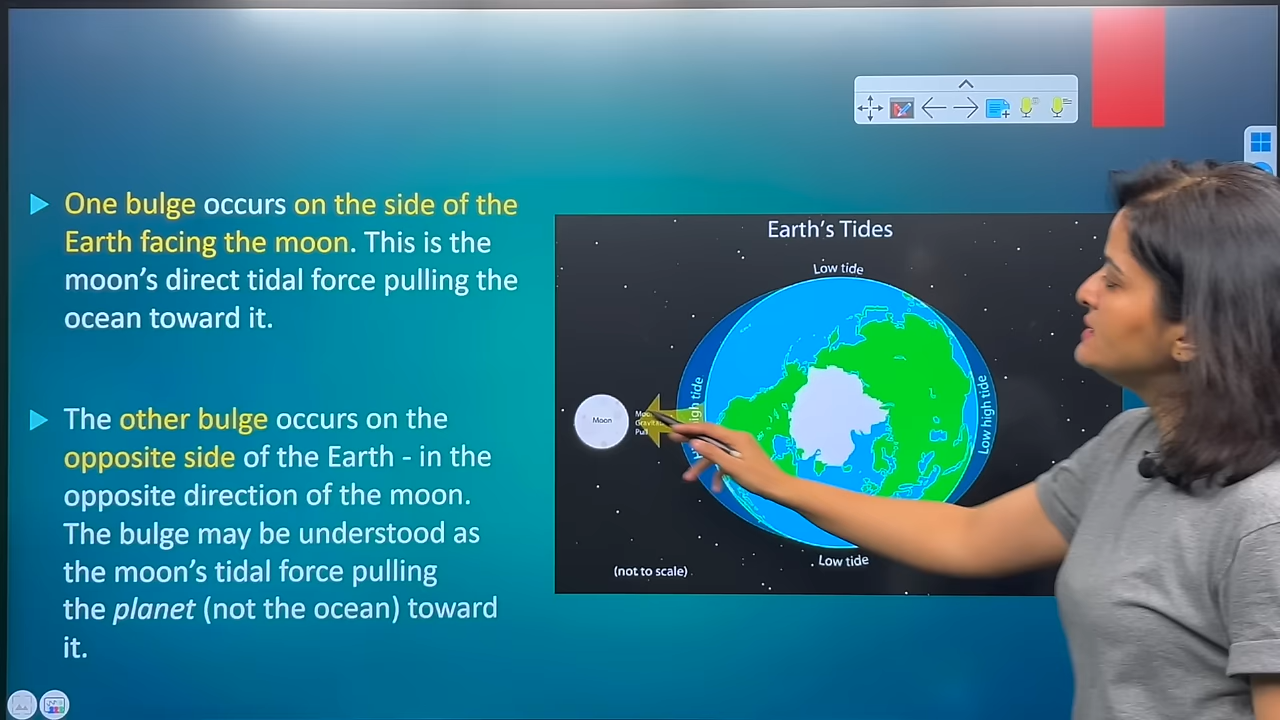 One bulge occurs on the side of the
Earth facing the moon. This is the
moon's direct tidal force pulling the
ocean toward it.
The other bulge occurs on the
opposite side of the Earth - in the
opposite direction of the moon.
The bulge may be understood as
the moon's tidal force pulling
the planet (not the ocean) toward
it.
Earth's Tides
Low tide
Moon
high tide
Low high tide
Pull
Low tide
(not to scale)